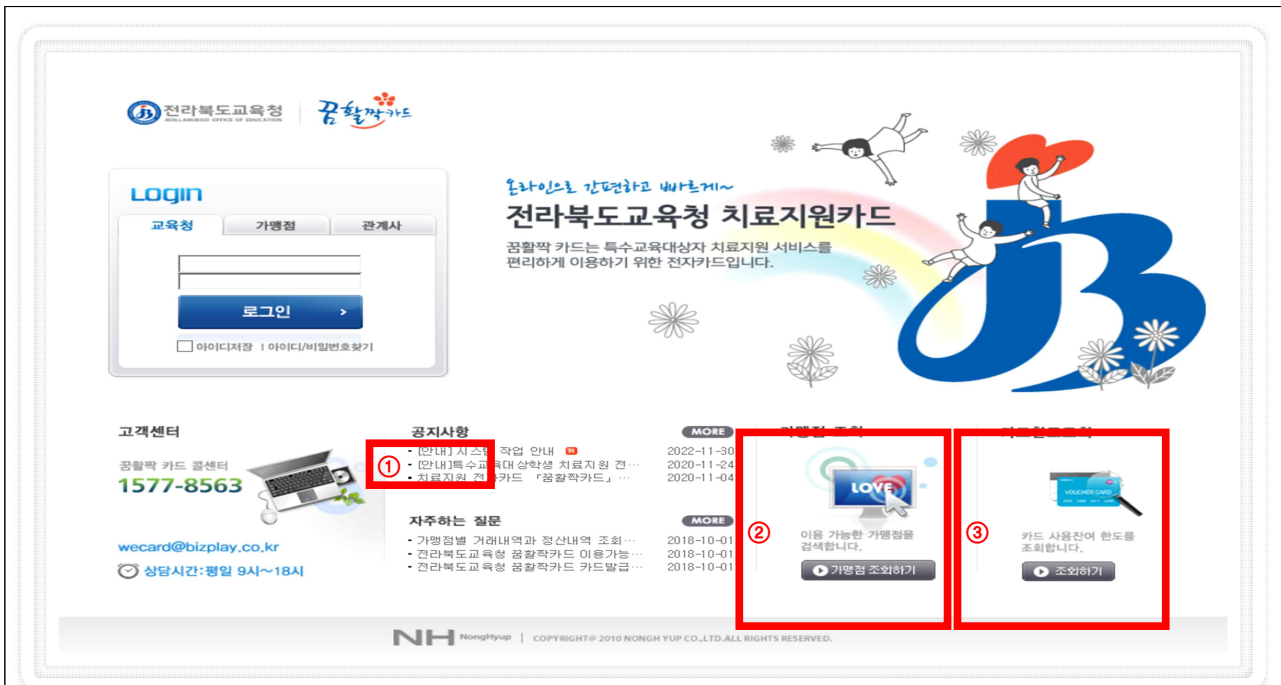 전라북도교육청
JEOLLABUKDO OFFICE OF EDUCATION
꿈활짝카드
Login
교육청
가맹점
관계사
로그인 >
아이디저장 | 아이디/비밀번호찾기
온라인으로 간편하고 빠르게~
전라북도교육청 치료지원카드
꿈활짝 카드는 특수교육대상자 치료지원 서비스를
편리하게 이용하기 위한 전자카드입니다.
고객센터
꿈활짝 카드 콜센터
1577-8563
wecard@bizplay.co.kr
상담시간:평일 9시~18시
공지사항 MORE
①
• [안내] 시스템 작업 안내 N 2022-11-30
• [안내]특수교육대상학생 치료지원 전… 2020-11-24
• 치료지원 전자카드 「꿈활짝카드」… 2020-11-04
자주하는 질문 MORE
• 가맹점별 거래내역과 정산내역 조회… 2018-10-01
• 전라북도교육청 꿈활짝카드 이용가능… 2018-10-01
• 전라북도교육청 꿈활짝카드 카드발급… 2018-10-01
가맹점 조회
②
LOVE
이용 가능한 가맹점을
검색합니다.
가맹점 조회하기
카드한도조회
③
VOUCHER CARD
카드 사용잔여 한도를
조회합니다.
조회하기
NH NongHyup | COPYRIGHT@ 2010 NONGH YUP CO.,LTD.ALL RIGHTS RESERVED.